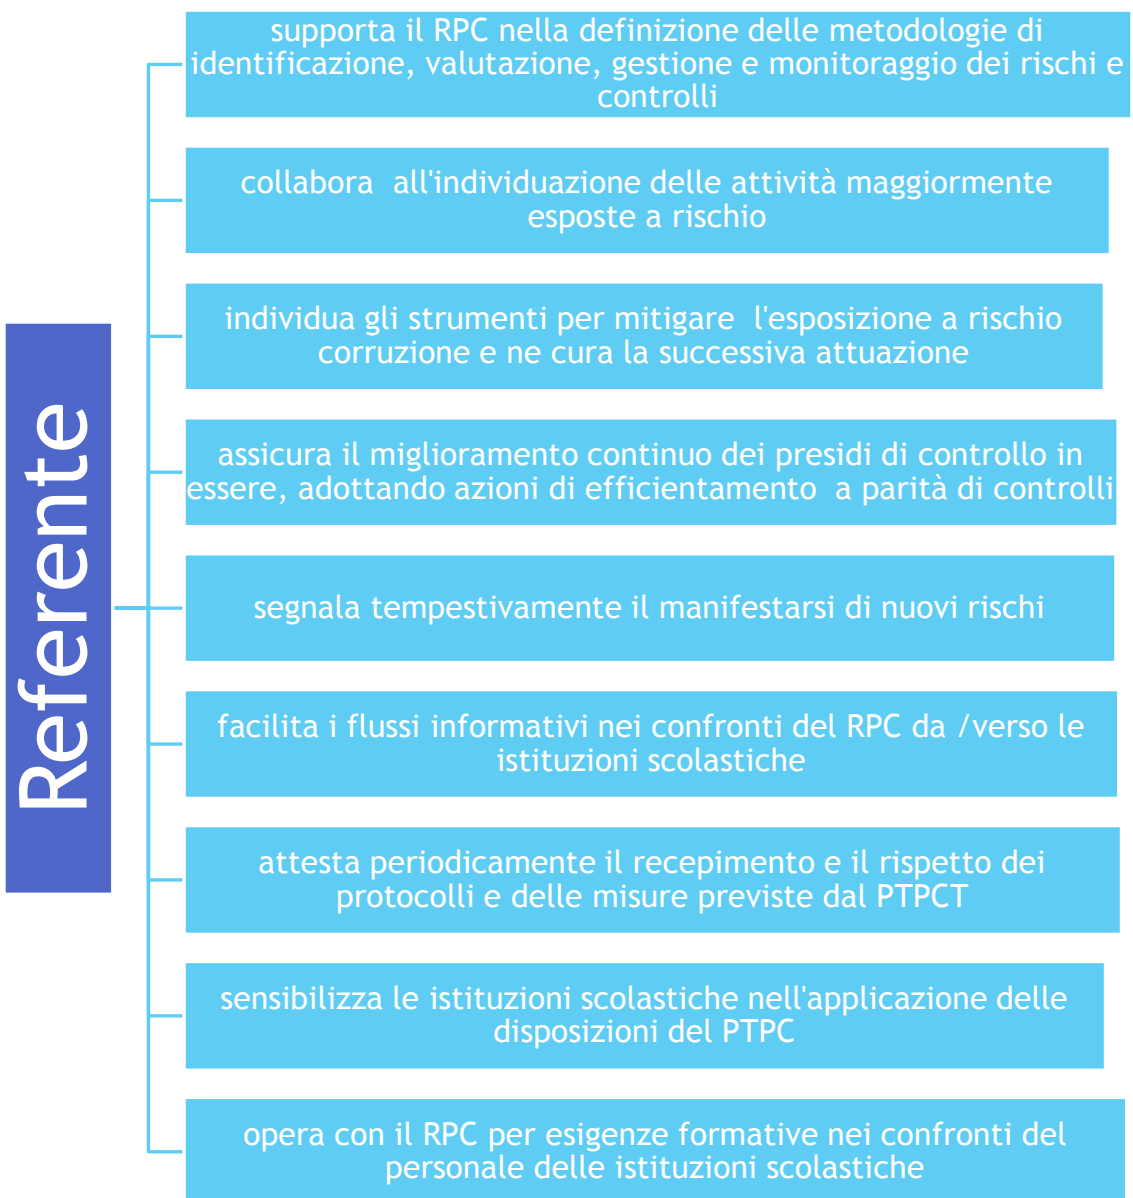 Referente
supporta il RPC nella definizione delle metodologie di
identificazione, valutazione, gestione e monitoraggio dei rischi e
controlli
collabora  all'individuazione delle attività maggiormente
esposte a rischio
individua gli strumenti per mitigare  l'esposizione a rischio
corruzione e ne cura la successiva attuazione
assicura il miglioramento continuo dei presidi di controllo in
essere, adottando azioni di efficientamento  a parità di controlli
segnala tempestivamente il manifestarsi di nuovi rischi
facilita i flussi informativi nei confronti del RPC da /verso le
istituzioni scolastiche
attesta periodicamente il recepimento e il rispetto dei
protocolli e delle misure previste dal PTPCT
sensibilizza le istituzioni scolastiche nell'applicazione delle
disposizioni del PTPC
opera con il RPC per esigenze formative nei confronti del
personale delle istituzioni scolastiche